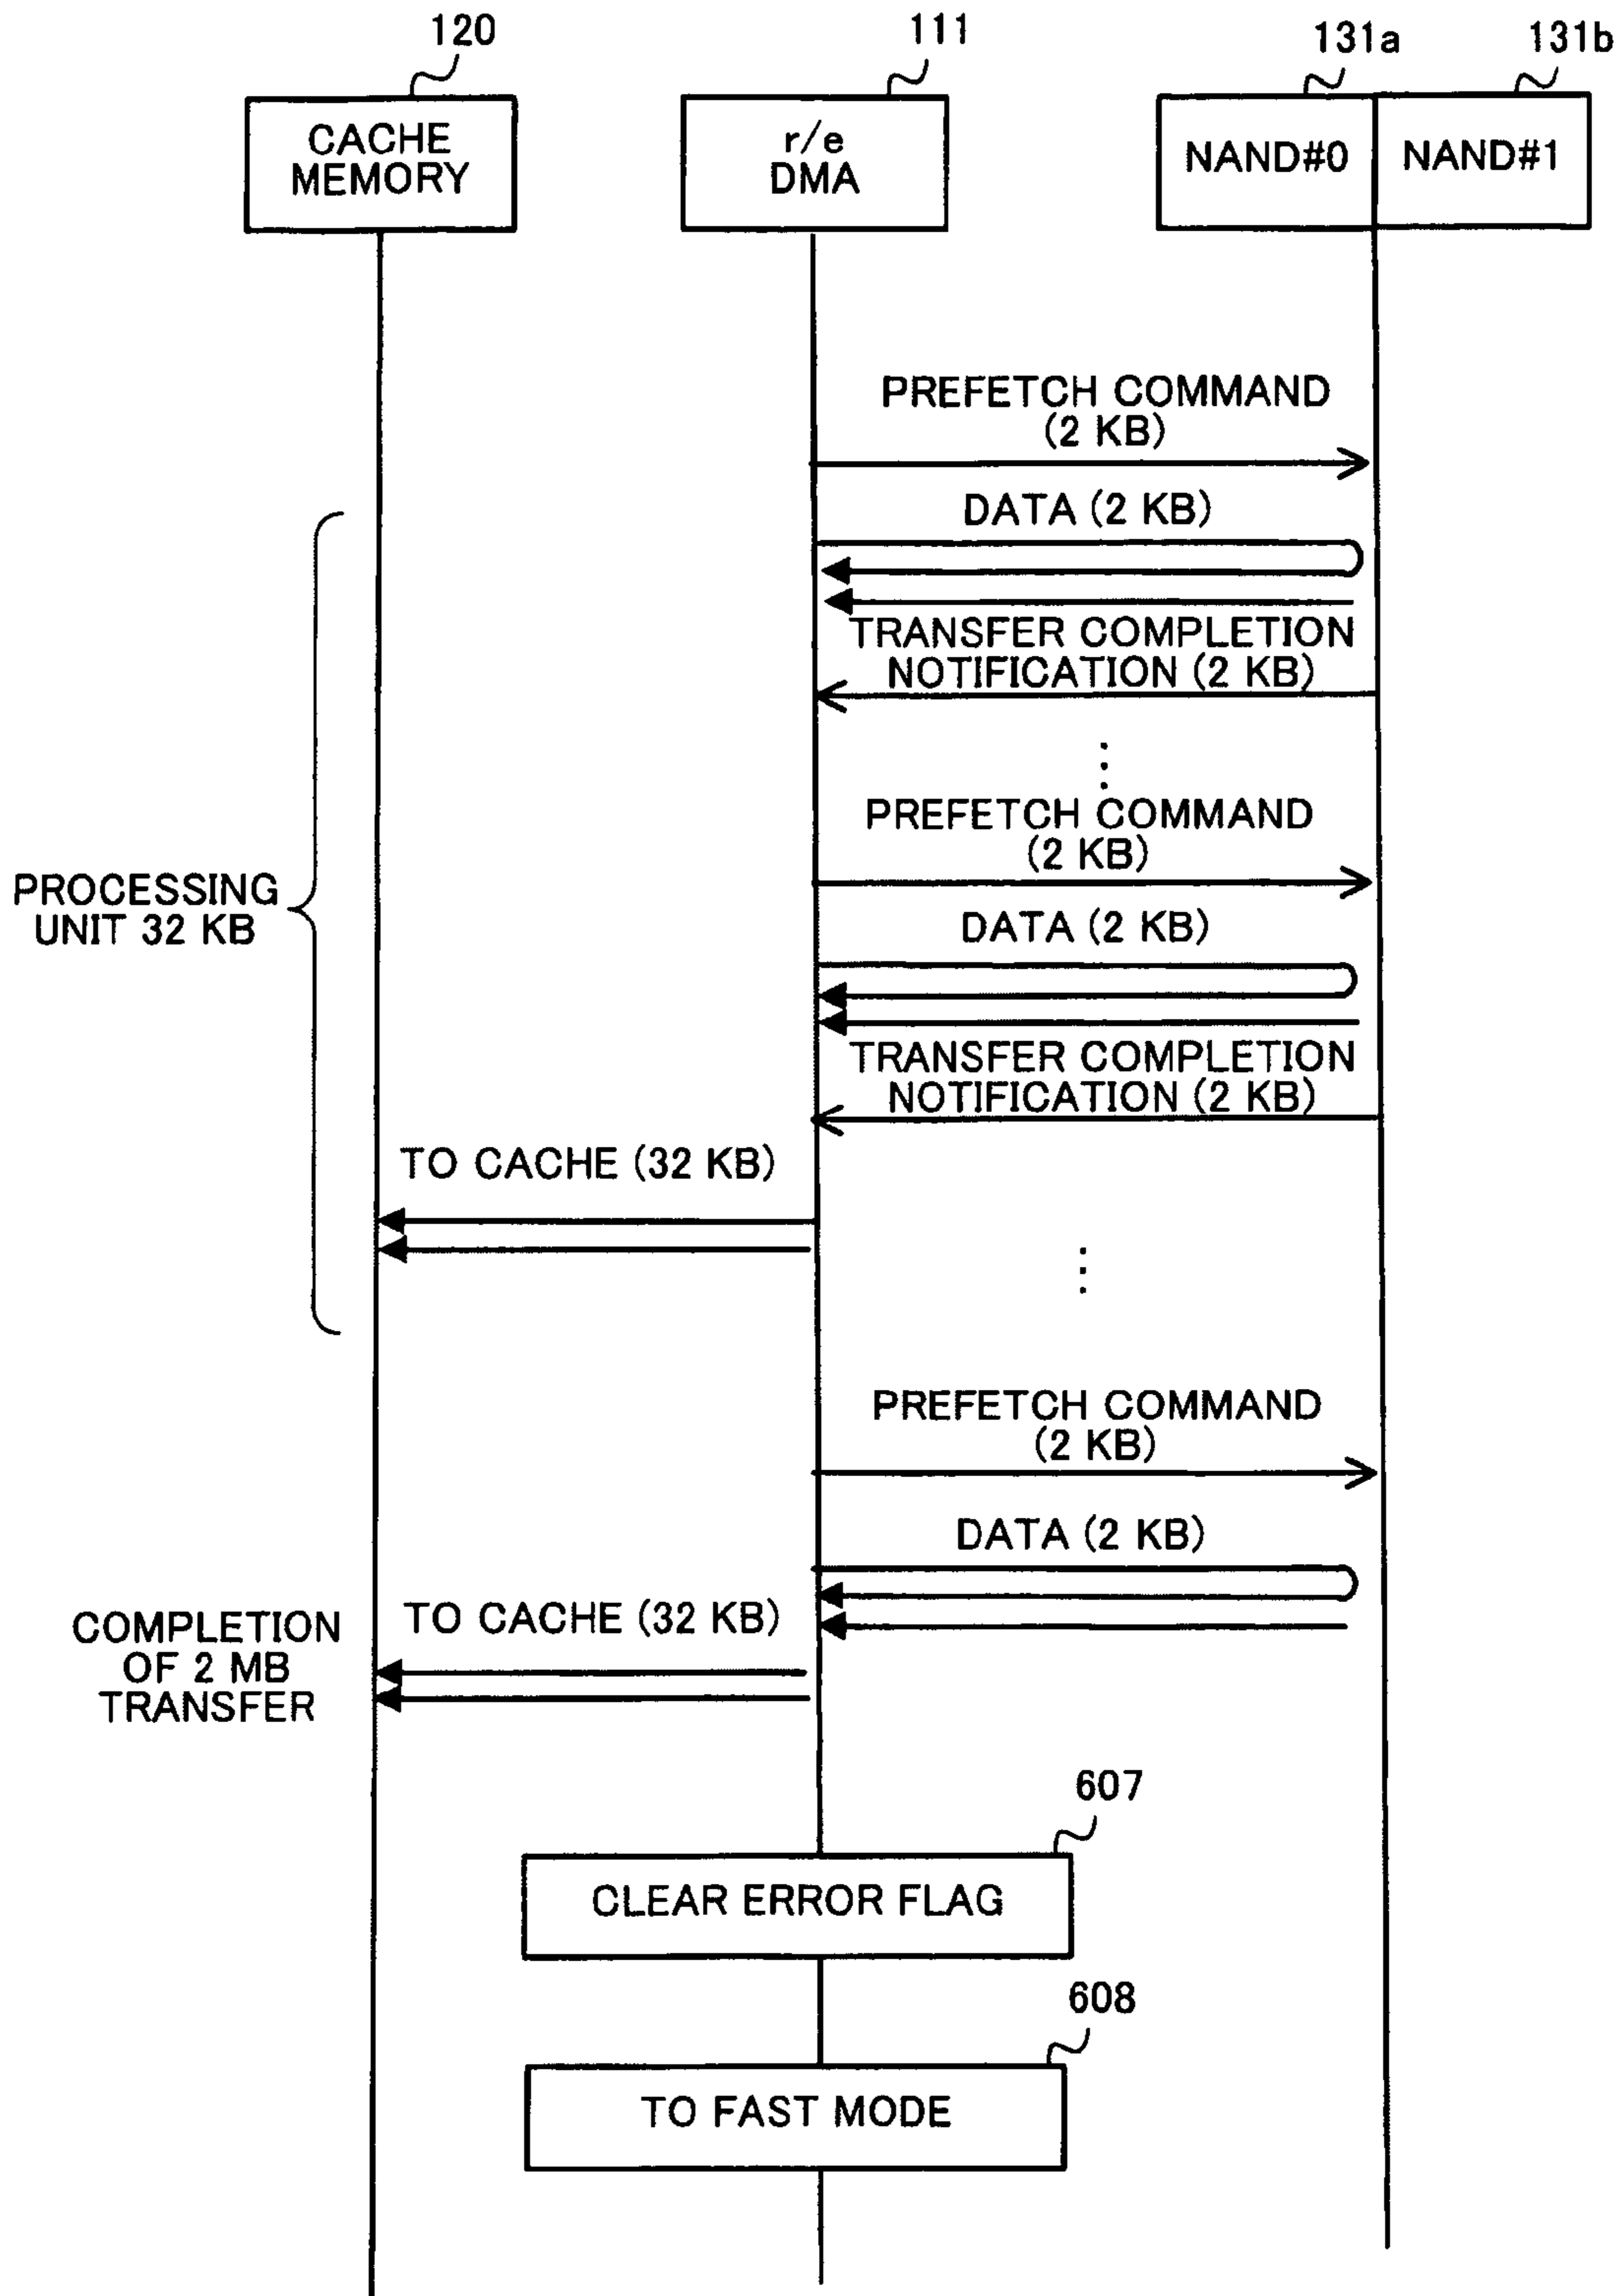 120
111
131a
131b
CACHE
MEMORY
r/e
DMA
NAND#0
NAND#1
PREFETCH COMMAND
(2 KB)
DATA (2 KB)
TRANSFER COMPLETION
NOTIFICATION (2 KB)
PREFETCH COMMAND
(2 KB)
PROCESSING
UNIT 32 KB
DATA (2 KB)
TRANSFER COMPLETION
NOTIFICATION (2 KB)
TO CACHE (32 KB)
PREFETCH COMMAND
(2 KB)
DATA (2 KB)
TO CACHE (32 KB)
COMPLETION
OF 2 MB
TRANSFER
607
CLEAR ERROR FLAG
608
TO FAST MODE